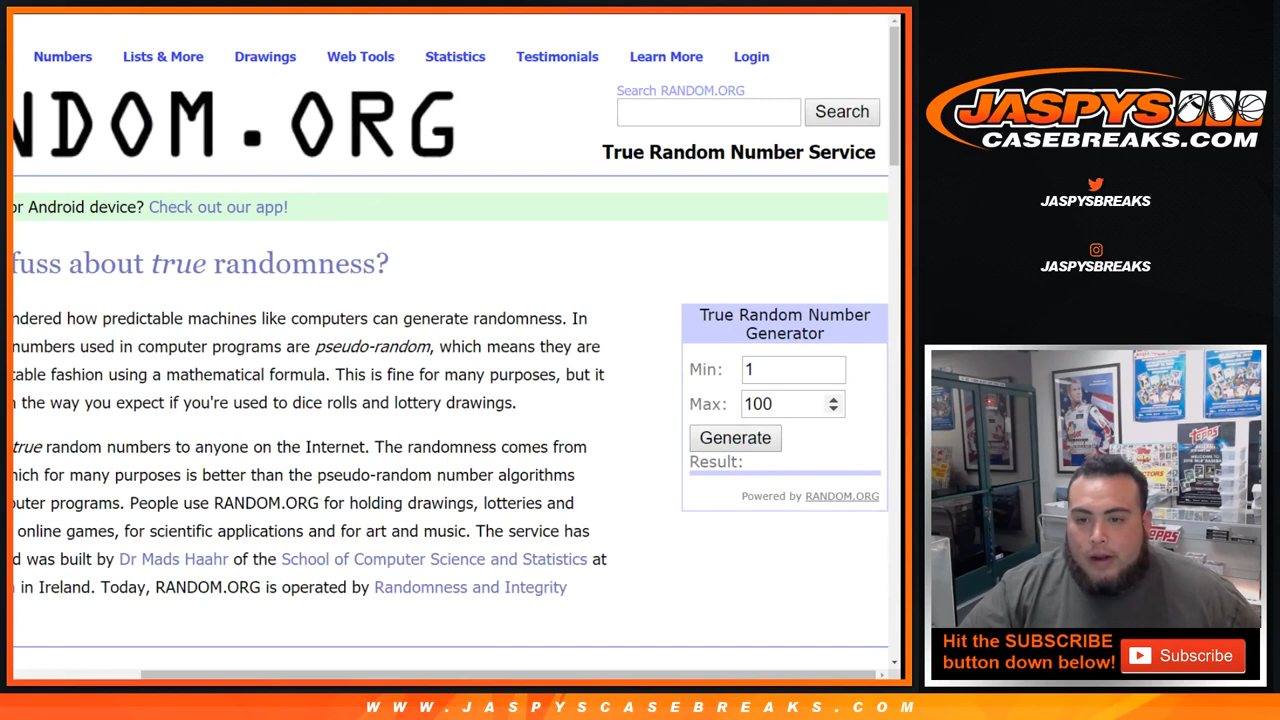 Numbers Lists & More Drawings Web Tools Statistics Testimonials Learn More Login
Search RANDOM.ORG
Search
NDOM.ORG
True Random Number Service
or Android device? Check out our app!
fuss about true randomness?
ndered how predictable machines like computers can generate randomness. In
numbers used in computer programs are pseudo-random, which means they are
table fashion using a mathematical formula. This is fine for many purposes, but it
n the way you expect if you're used to dice rolls and lottery drawings.
true random numbers to anyone on the Internet. The randomness comes from
hich for many purposes is better than the pseudo-random number algorithms
puter programs. People use RANDOM.ORG for holding drawings, lotteries and
online games, for scientific applications and for art and music. The service has
d was built by Dr Mads Haahr of the School of Computer Science and Statistics at
n in Ireland. Today, RANDOM.ORG is operated by Randomness and Integrity
True Random Number
Generator
Min: 1
Max: 100
Generate
Result:
Powered by RANDOM.ORG
JASPYS
CASEBREAKS.COM
JASPYSBREAKS
JASPYSBREAKS
topps
Hit the SUBSCRIBE
button down below!
Subscribe
WWW.JASPYSCASEBREAKS.COM